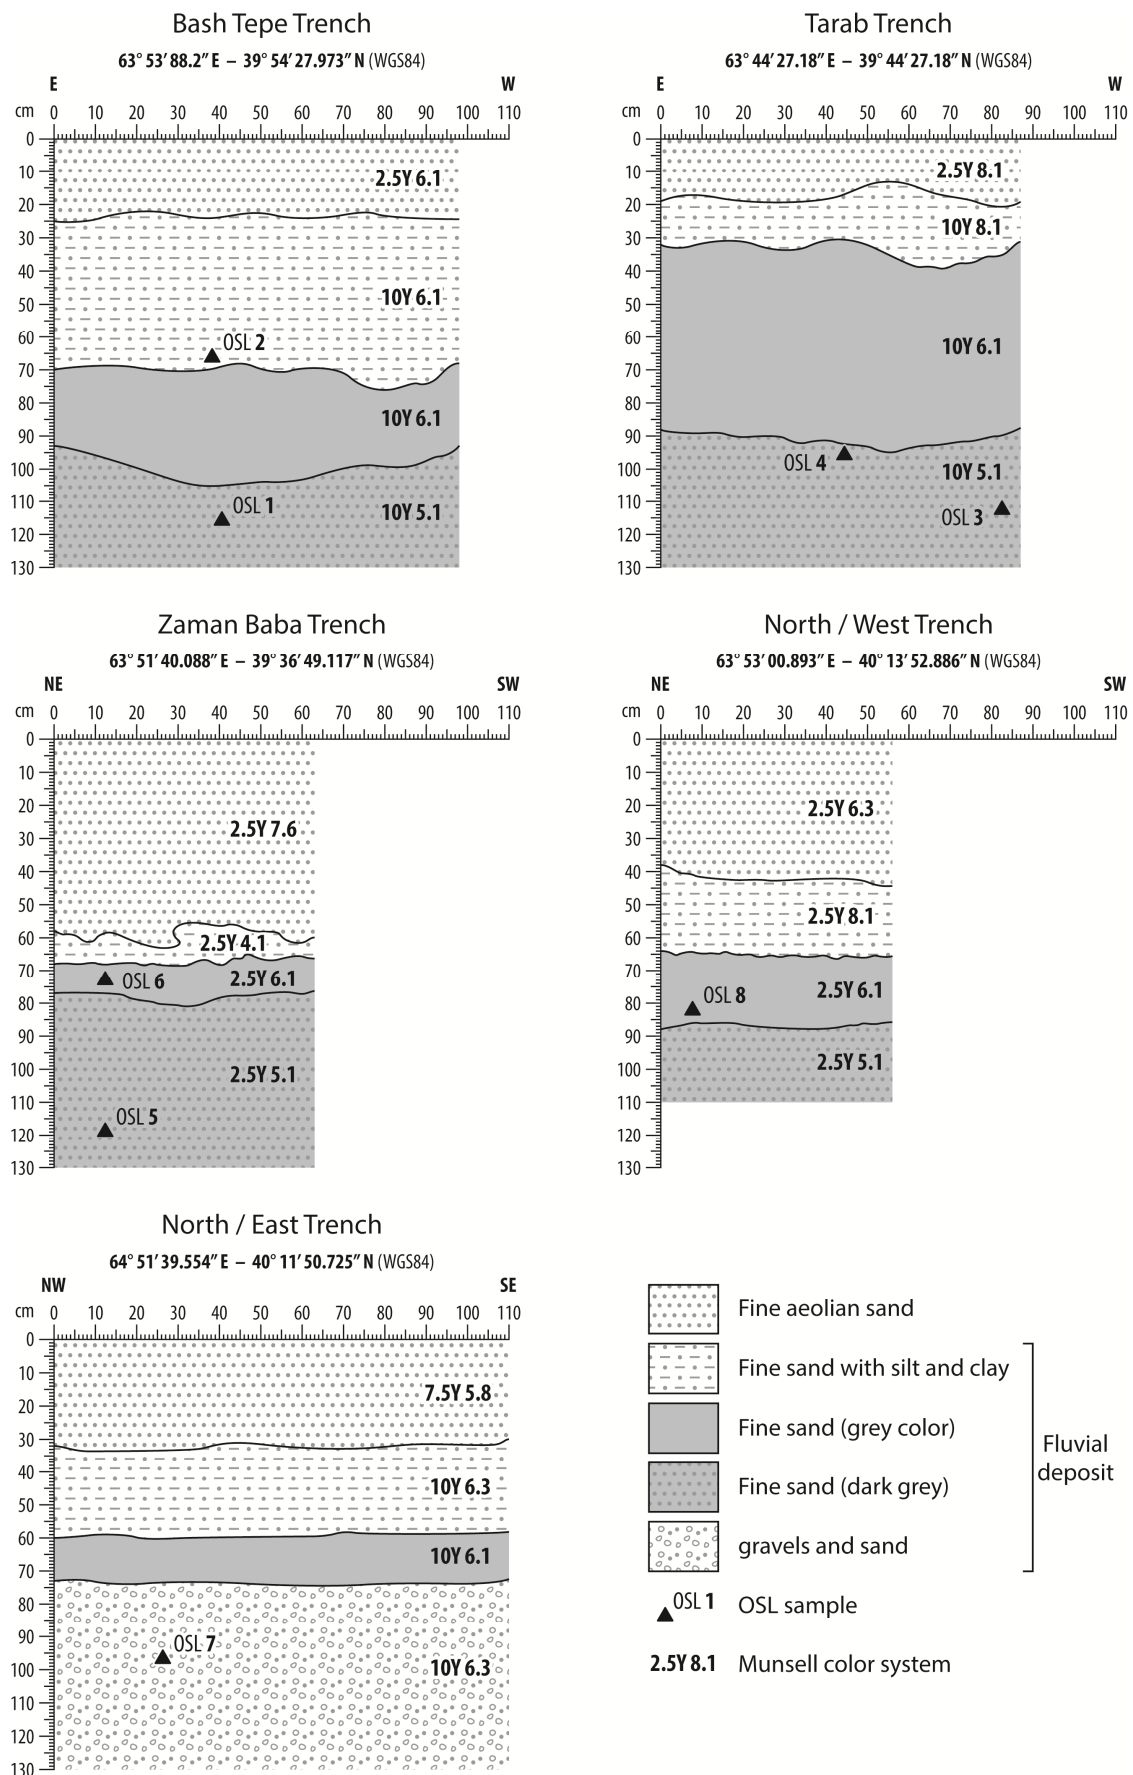 Bash Tepe Trench
63° 53′ 88.2″ E – 39° 54′ 27.973″ N (WGS84)
E W
cm 0 10 20 30 40 50 60 70 80 90 100 110
0
10
2.5Y 6.1
20
30
40
10Y 6.1
50
60
OSL 2
70
80
10Y 6.1
90
100
110
OSL 1
10Y 5.1
120
130
Tarab Trench
63° 44′ 27.18″ E – 39° 44′ 27.18″ N (WGS84)
E W
cm 0 10 20 30 40 50 60 70 80 90 100 110
0
10
2.5Y 8.1
20
10Y 8.1
30
40
50
60
10Y 6.1
70
80
90
OSL 4
100
10Y 5.1
110
OSL 3
120
130
Zaman Baba Trench
63° 51′ 40.088″ E – 39° 36′ 49.117″ N (WGS84)
NE SW
cm 0 10 20 30 40 50 60 70 80 90 100 110
0
10
20
2.5Y 7.6
30
40
50
60
2.5Y 4.1
70
OSL 6
2.5Y 6.1
80
90
100
2.5Y 5.1
110
OSL 5
120
130
North / West Trench
63° 53′ 00.893″ E – 40° 13′ 52.886″ N (WGS84)
NE SW
cm 0 10 20 30 40 50 60 70 80 90 100 110
0
10
20
2.5Y 6.3
30
40
50
2.5Y 8.1
60
70
2.5Y 6.1
OSL 8
80
90
2.5Y 5.1
100
110
120
130
North / East Trench
64° 51′ 39.554″ E – 40° 11′ 50.725″ N (WGS84)
NW SE
cm 0 10 20 30 40 50 60 70 80 90 100 110
0
10
7.5Y 5.8
20
30
40
10Y 6.3
50
60
10Y 6.1
70
80
90
OSL 7
100
10Y 6.3
110
120
130
Fine aeolian sand
Fine sand with silt and clay
Fine sand (grey color)
Fine sand (dark grey)
gravels and sand
Fluvial
deposit
OSL 1 OSL sample
2.5Y 8.1 Munsell color system